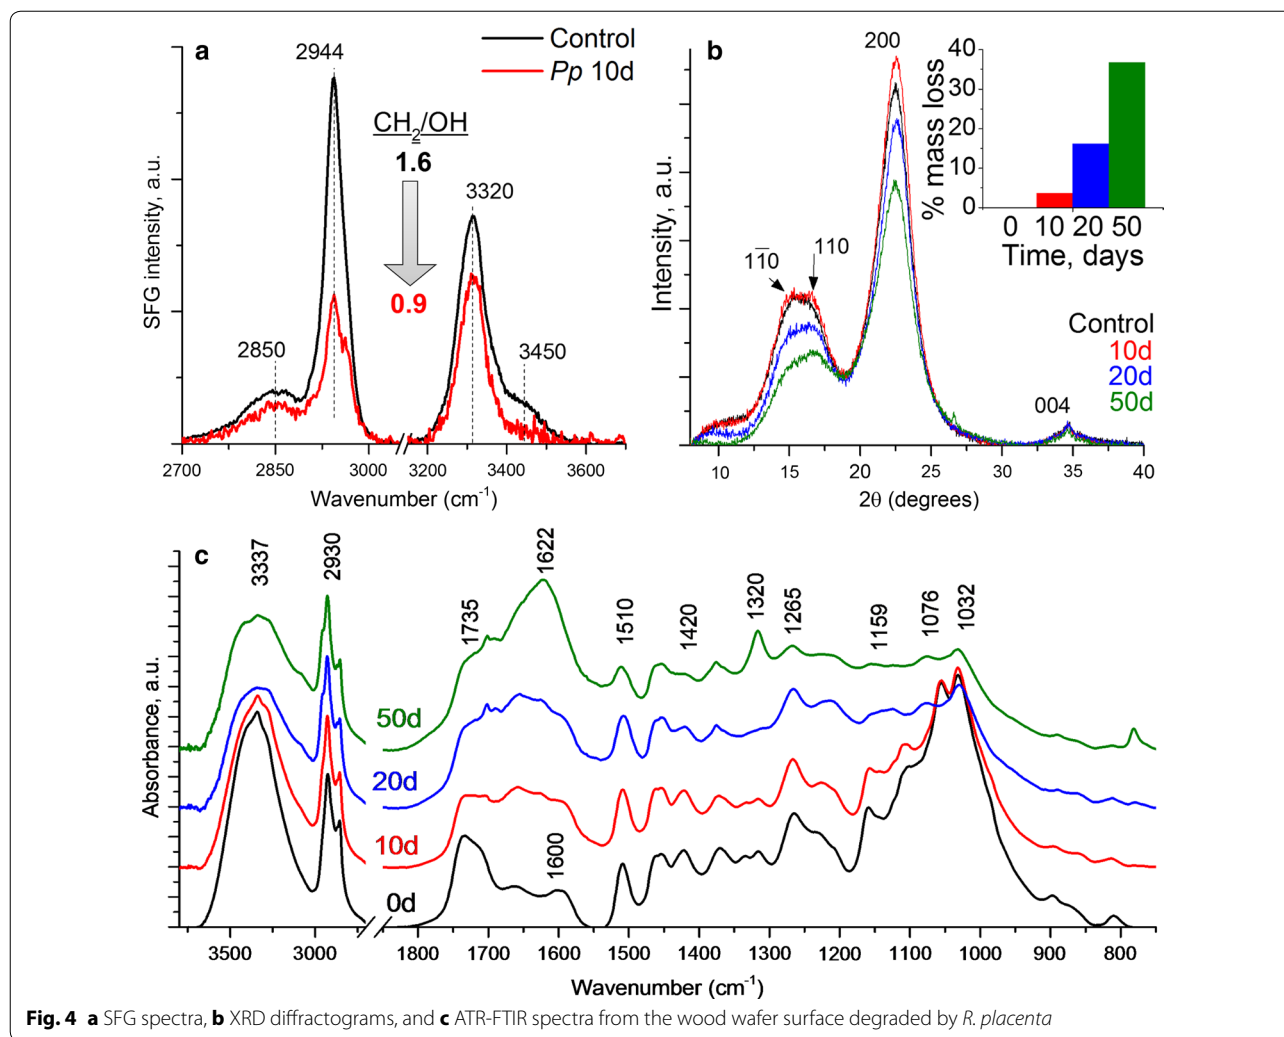 a
2944
Control
Pp 10d
CH2/OH
1.6
0.9
3320
2850
3450
SFG intensity, a.u.
2700 2850 3000 3200 3400 3600
Wavenumber (cm-1)
b
200
40
30
20
10
0
% mass loss
0 10 20 50
Time, days
11̅0
110
Control
10d
20d
50d
004
Intensity, a.u.
10 15 20 25 30 35 40
2θ (degrees)
c
3337
2930
1735
1622
1510
1420
1320
1265
1159
1076
1032
50d
20d
10d
0d
1600
Absorbance, a.u.
3500 3000 1800 1700 1600 1500 1400 1300 1200 1100 1000 900 800
Wavenumber (cm-1)
Fig. 4 a SFG spectra, b XRD diffractograms, and c ATR-FTIR spectra from the wood wafer surface degraded by R. placenta